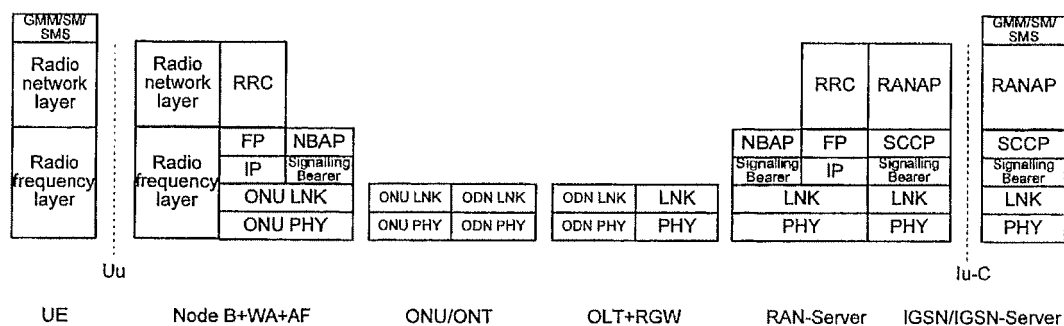 GMM/SM/
SMS
Radio
network
layer
Radio
frequency
layer
Radio
network
layer
RRC
Radio
frequency
layer
FP
NBAP
IP
Signalling
Bearer
ONU LNK
ONU PHY
ONU LNK
ODN LNK
ONU PHY
ODN PHY
ODN LNK
LNK
ODN PHY
PHY
RRC
RANAP
NBAP
FP
SCCP
Signalling
Bearer
IP
Signalling
Bearer
LNK
LNK
PHY
PHY
GMM/SM/
SMS
RANAP
SCCP
Signalling
Bearer
LNK
PHY
Uu
Iu-C
UE
Node B+WA+AF
ONU/ONT
OLT+RGW
RAN-Server
IGSN/IGSN-Server